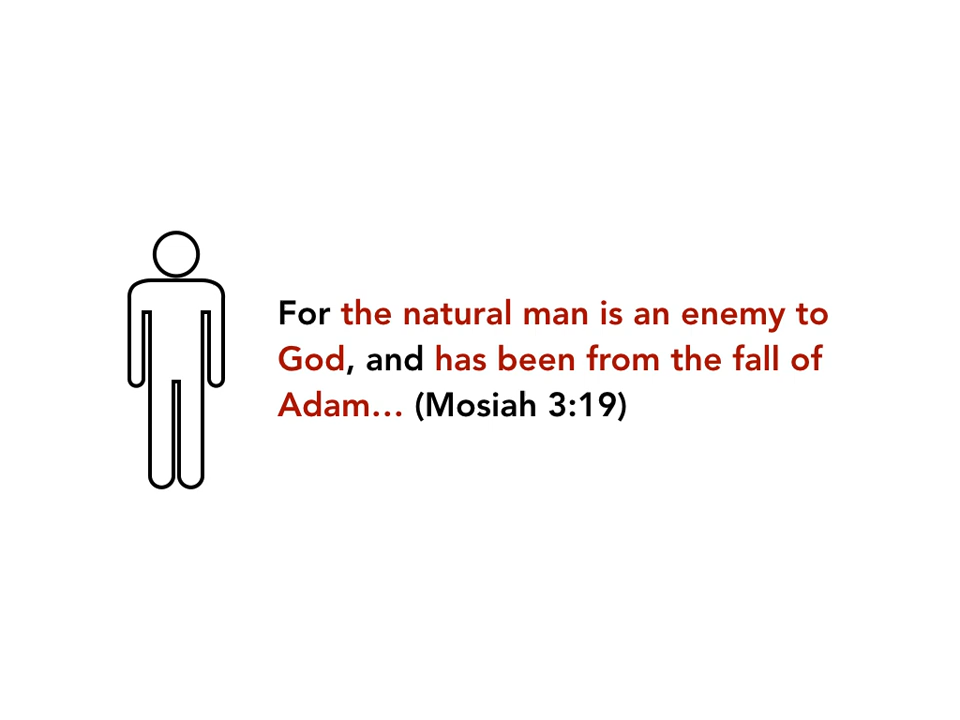 For the natural man is an enemy to
God, and has been from the fall of
Adam… (Mosiah 3:19)